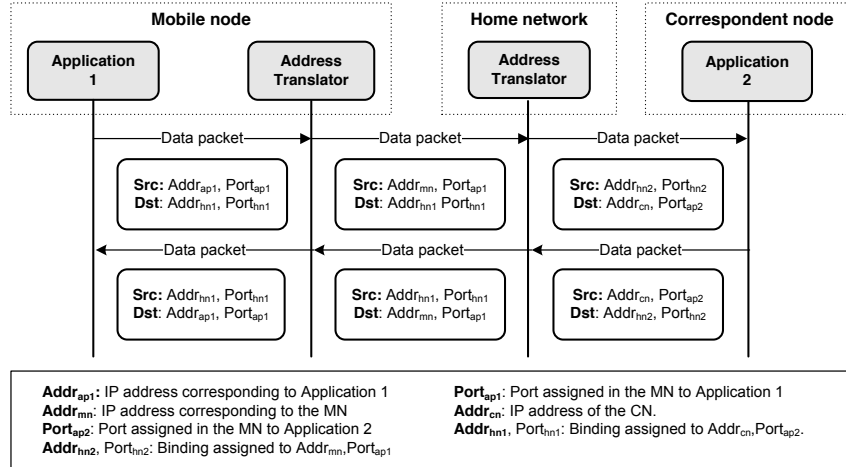 Mobile node
Home network
Correspondent node
Application
1
Address
Translator
Address
Translator
Application
2
Data packet
Data packet
Data packet
Src: Addrap1, Portap1
Dst: Addrhn1, Porthn1
Src: Addrmn, Portap1
Dst: Addrhn1 Porthn1
Src: Addrhn2, Porthn2
Dst: Addrcn, Portap2
Data packet
Data packet
Data packet
Src: Addrhn1, Porthn1
Dst: Addrap1, Portap1
Src: Addrhn1, Porthn1
Dst: Addrmn, Portap1
Src: Addrcn, Portap2
Dst: Addrhn2, Porthn2
Addrap1: IP address corresponding to Application 1
Addrmn: IP address corresponding to the MN
Portap2: Port assigned in the MN to Application 2
Addrhn2, Porthn2: Binding assigned to Addrmn,Portap1
Portap1: Port assigned in the MN to Application 1
Addrcn: IP address of the CN.
Addrhn1, Porthn1: Binding assigned to Addrcn,Portap2.